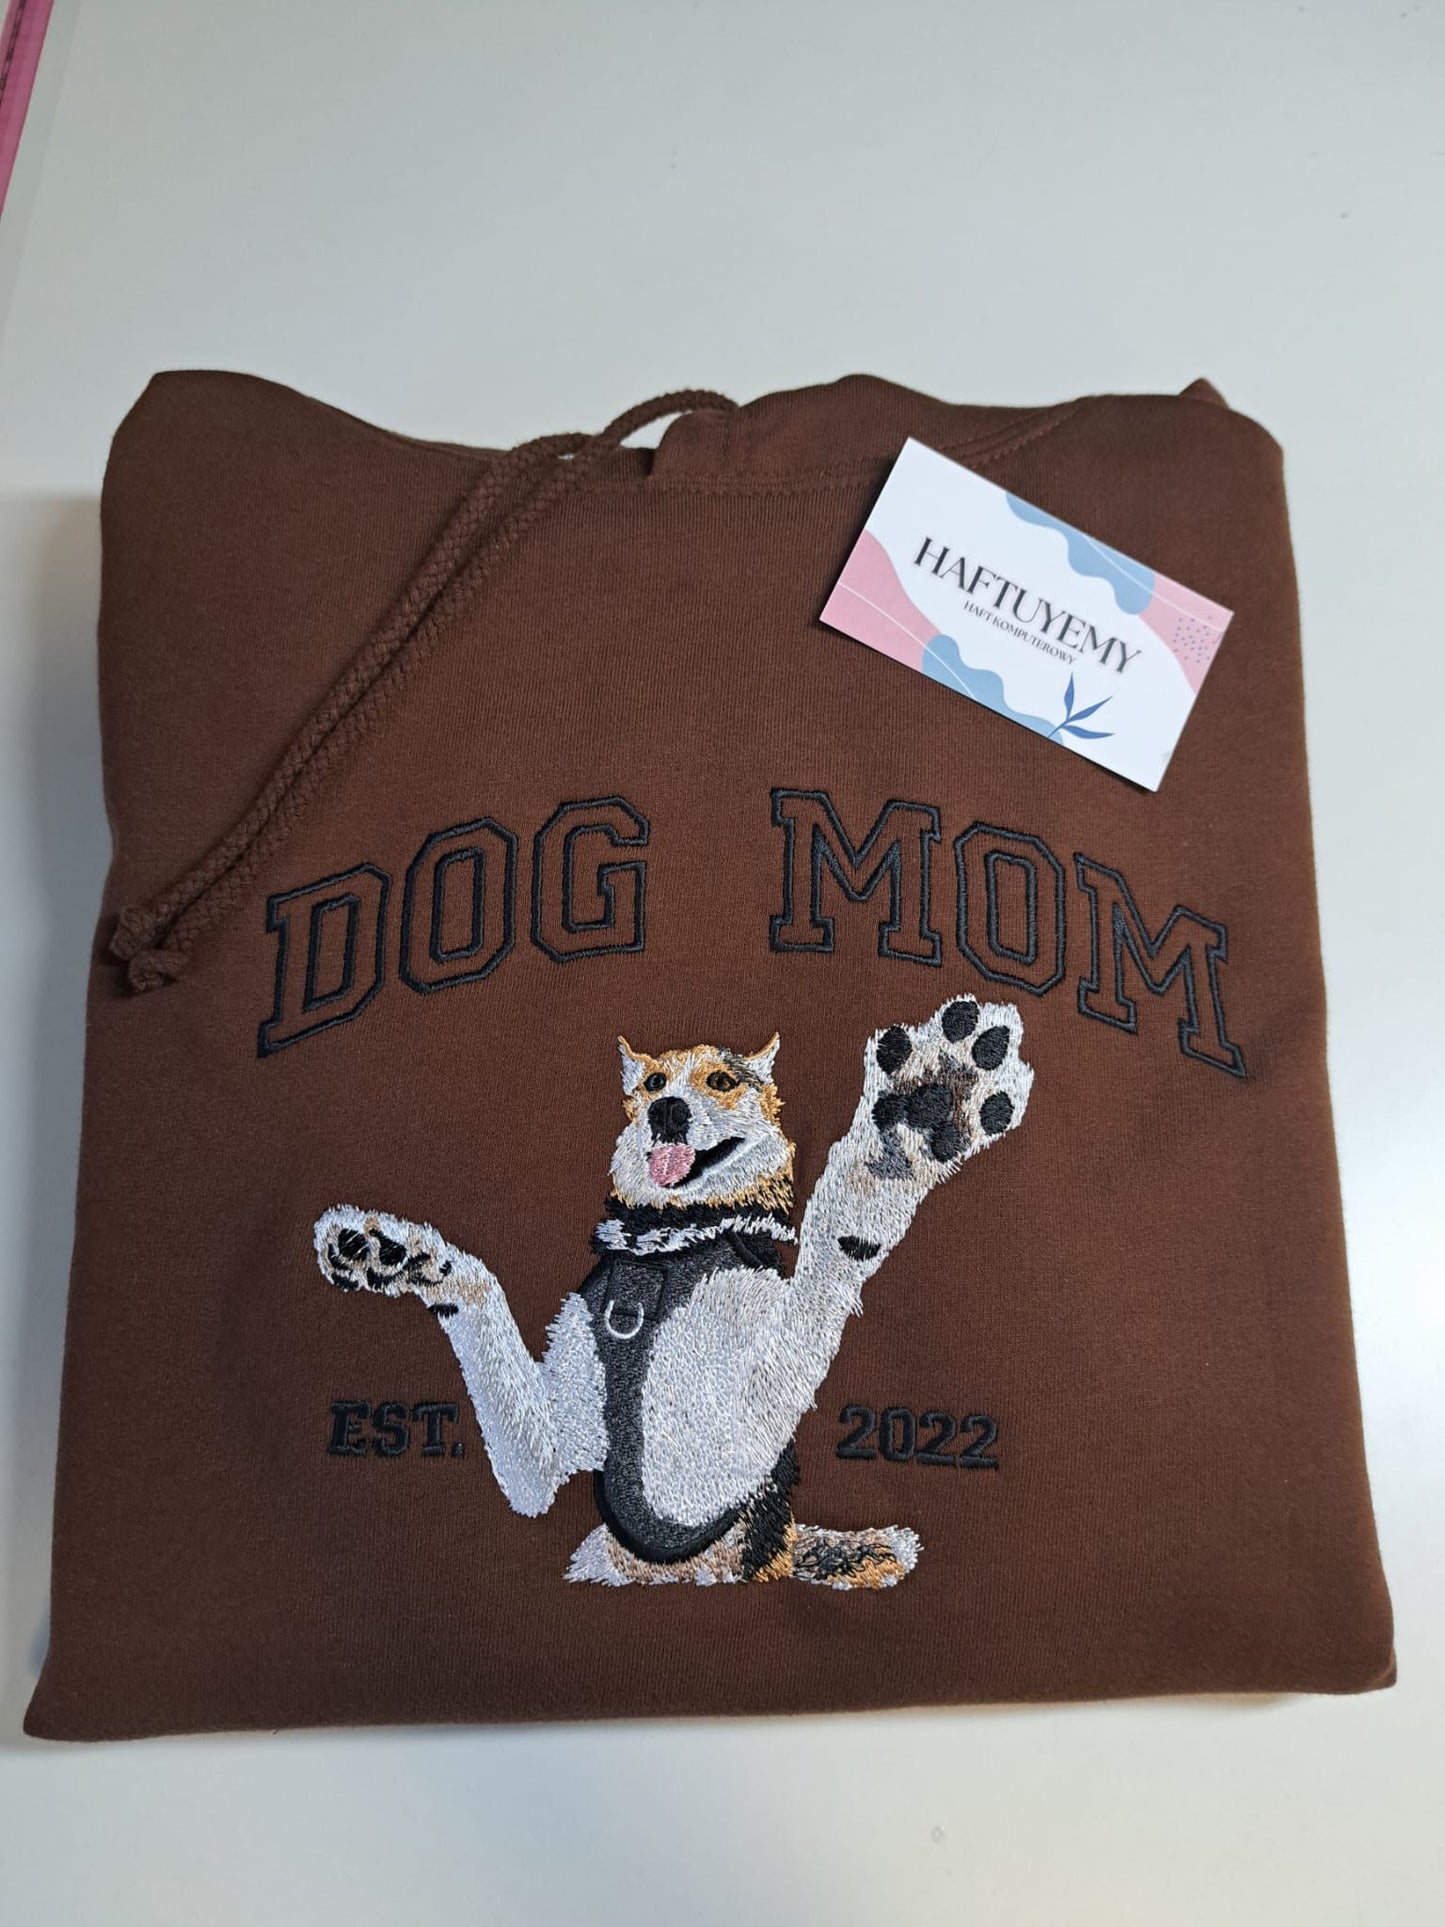 HAFTUYEMY
HAFT KOMPUTEROWY
DOG MOM
EST. 2022